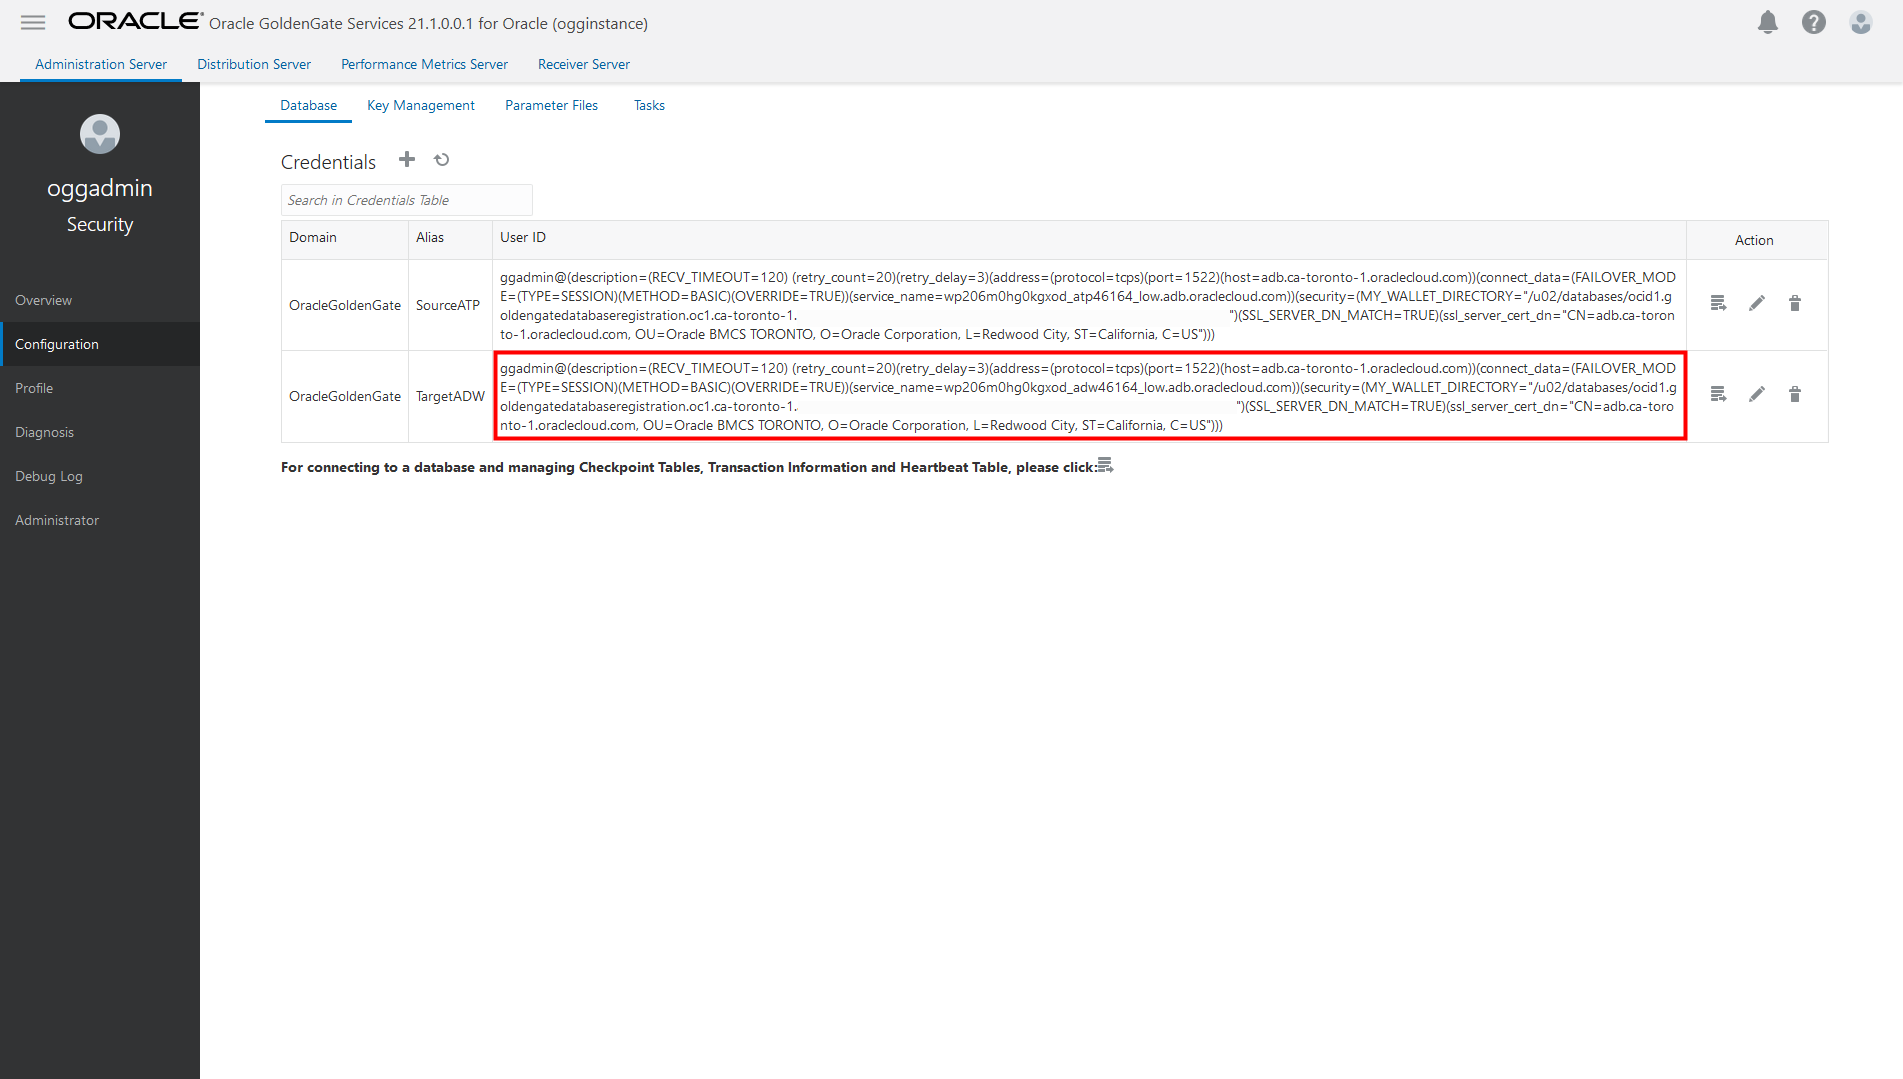 ORACLE Oracle GoldenGate Services 21.1.0.0.1 for Oracle (ogginstance)
Administration Server Distribution Server Performance Metrics Server Receiver Server
oggadmin
Security
Overview
Configuration
Profile
Diagnosis
Debug Log
Administrator
Database Key Management Parameter Files Tasks
Credentials
Search in Credentials Table
Domain Alias User ID Action
OracleGoldenGate SourceATP
ggadmin@(description=(RECV_TIMEOUT=120) (retry_count=20)(retry_delay=3)(address=(protocol=tcps)(port=1522)(host=adb.ca-toronto-1.oraclecloud.com))(connect_data=(FAILOVER_MOD
E=(TYPE=SESSION)(METHOD=BASIC)(OVERRIDE=TRUE))(service_name=wp206m0hg0kgxod_atp46164_low.adb.oraclecloud.com))(security=(MY_WALLET_DIRECTORY="/u02/databases/ocid1.g
oldengatedatabaseregistration.oc1.ca-toronto-1. ")(SSL_SERVER_DN_MATCH=TRUE)(ssl_server_cert_dn="CN=adb.ca-toron
to-1.oraclecloud.com, OU=Oracle BMCS TORONTO, O=Oracle Corporation, L=Redwood City, ST=California, C=US")))
OracleGoldenGate TargetADW
ggadmin@(description=(RECV_TIMEOUT=120) (retry_count=20)(retry_delay=3)(address=(protocol=tcps)(port=1522)(host=adb.ca-toronto-1.oraclecloud.com))(connect_data=(FAILOVER_MOD
E=(TYPE=SESSION)(METHOD=BASIC)(OVERRIDE=TRUE))(service_name=wp206m0hg0kgxod_adw46164_low.adb.oraclecloud.com))(security=(MY_WALLET_DIRECTORY="/u02/databases/ocid1.g
oldengatedatabaseregistration.oc1.ca-toronto-1. ")(SSL_SERVER_DN_MATCH=TRUE)(ssl_server_cert_dn="CN=adb.ca-toro
nto-1.oraclecloud.com, OU=Oracle BMCS TORONTO, O=Oracle Corporation, L=Redwood City, ST=California, C=US")))
For connecting to a database and managing Checkpoint Tables, Transaction Information and Heartbeat Table, please click: